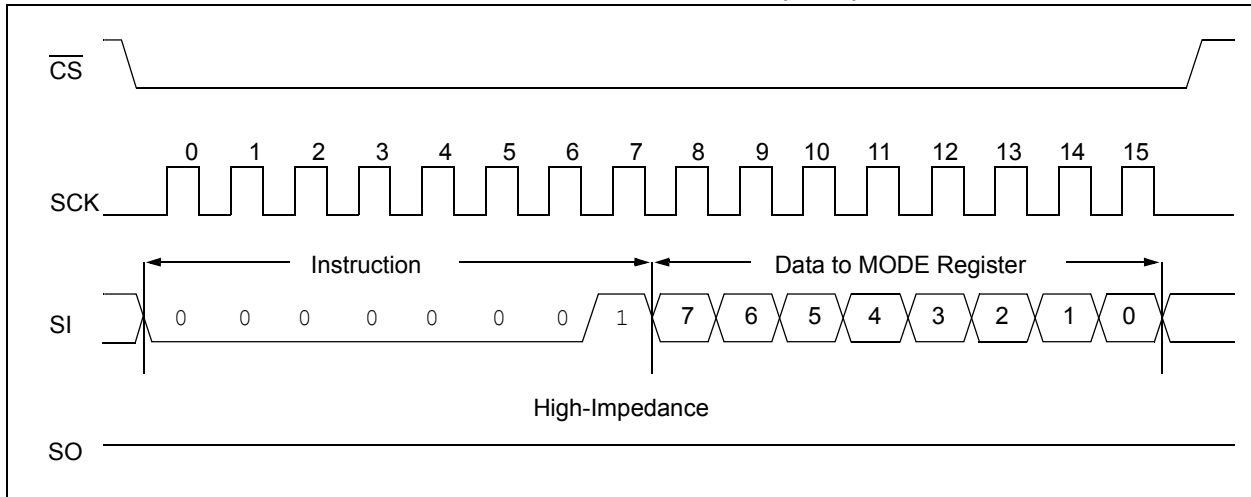 CS
0 1 2 3 4 5 6 7 8 9 10 11 12 13 14 15
SCK
Instruction Data to MODE Register
SI 0 0 0 0 0 0 0 1 7 6 5 4 3 2 1 0
High-Impedance
SO